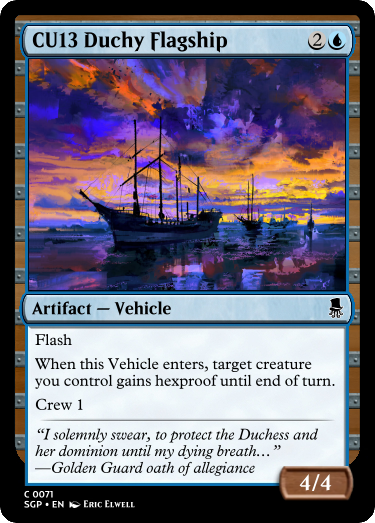 CU13 Duchy Flagship 2
Artifact — Vehicle
Flash
When this Vehicle enters, target creature
you control gains hexproof until end of turn.
Crew 1
“I solemnly swear, to protect the Duchess and
her dominion until my dying breath…”
—Golden Guard oath of allegiance
4/4
C 0071
SGP • EN Eric Elwell